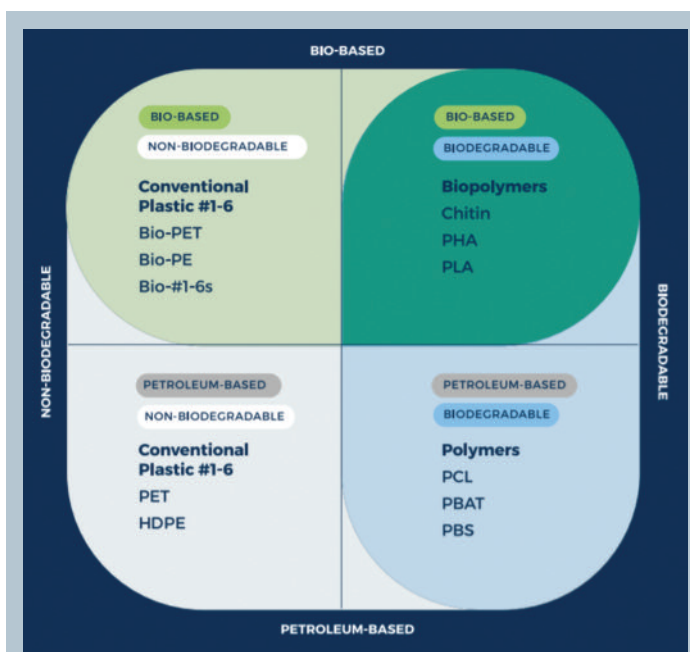 BIO-BASED
BIO-BASED
NON-BIODEGRADABLE
Conventional
Plastic #1-6
Bio-PET
Bio-PE
Bio-#1-6s
BIO-BASED
BIODEGRADABLE
Biopolymers
Chitin
PHA
PLA
NON-BIODEGRADABLE
BIODEGRADABLE
PETROLEUM-BASED
NON-BIODEGRADABLE
Conventional
Plastic #1-6
PET
HDPE
PETROLEUM-BASED
BIODEGRADABLE
Polymers
PCL
PBAT
PBS
PETROLEUM-BASED